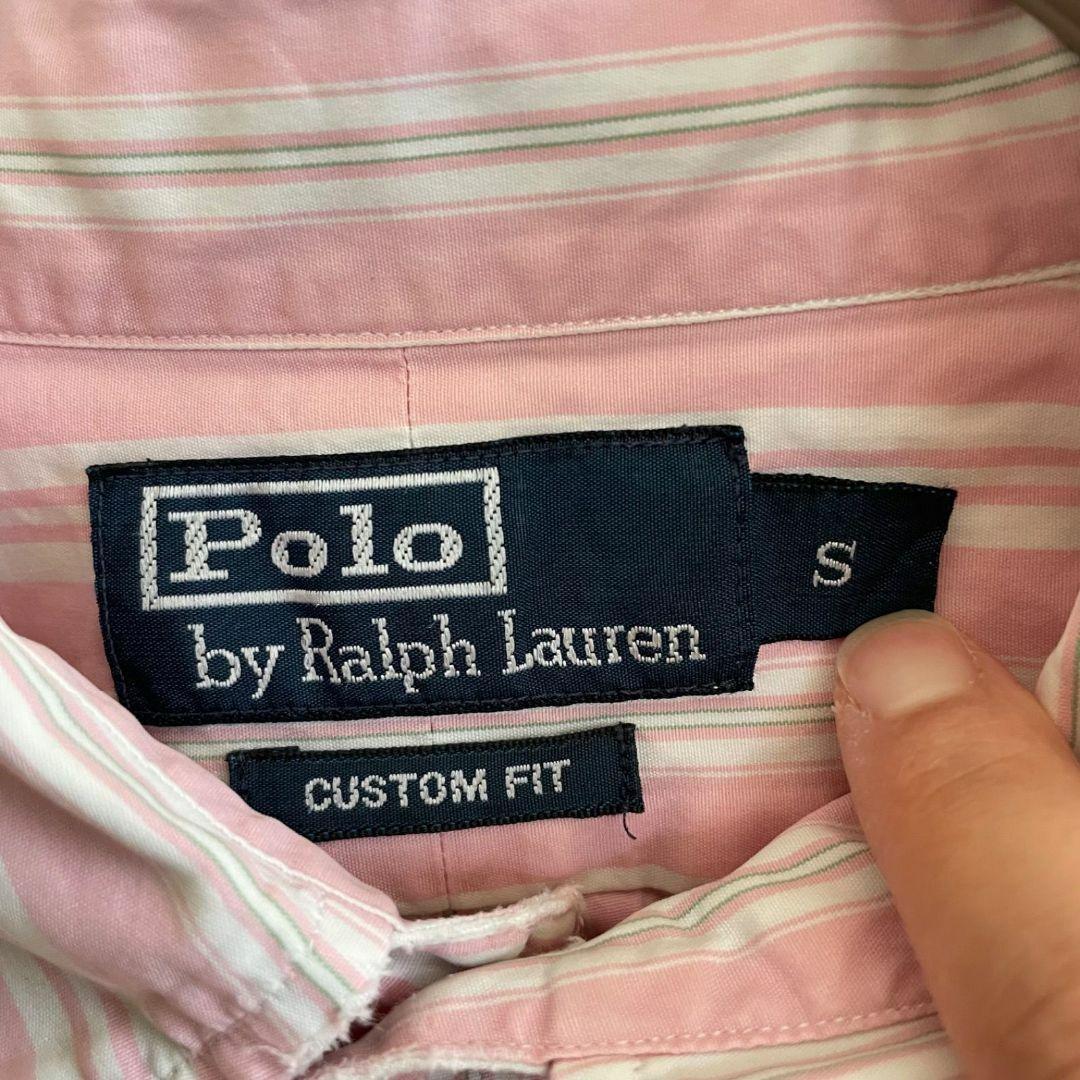 Polo
by Ralph Lauren
S
CUSTOM FIT